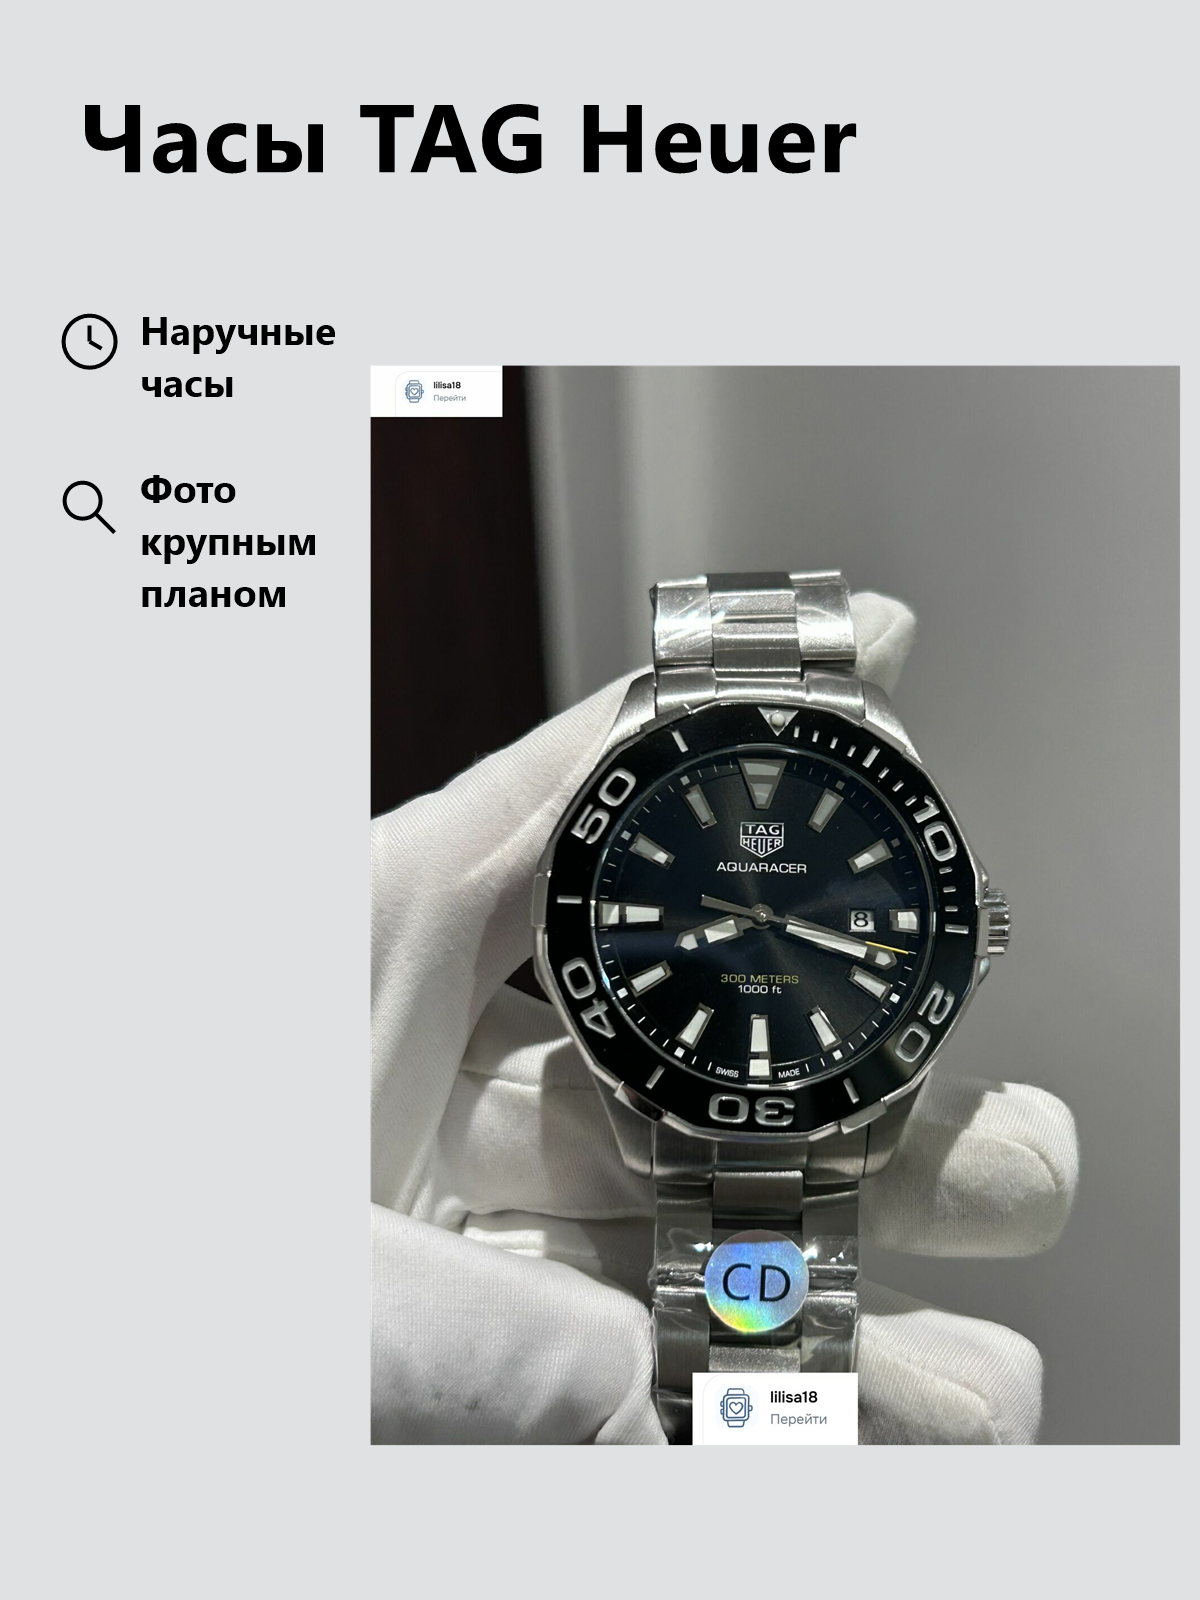 Часы TAG Heuer
Наручные
часы
Фото
крупным
планом
lilisa18
Перейти
50
10
TAG
HEUER
AQUARACER
8
300 METERS
1000 ft
40
20
SWISS MADE
30
CD
lilisa18
Перейти